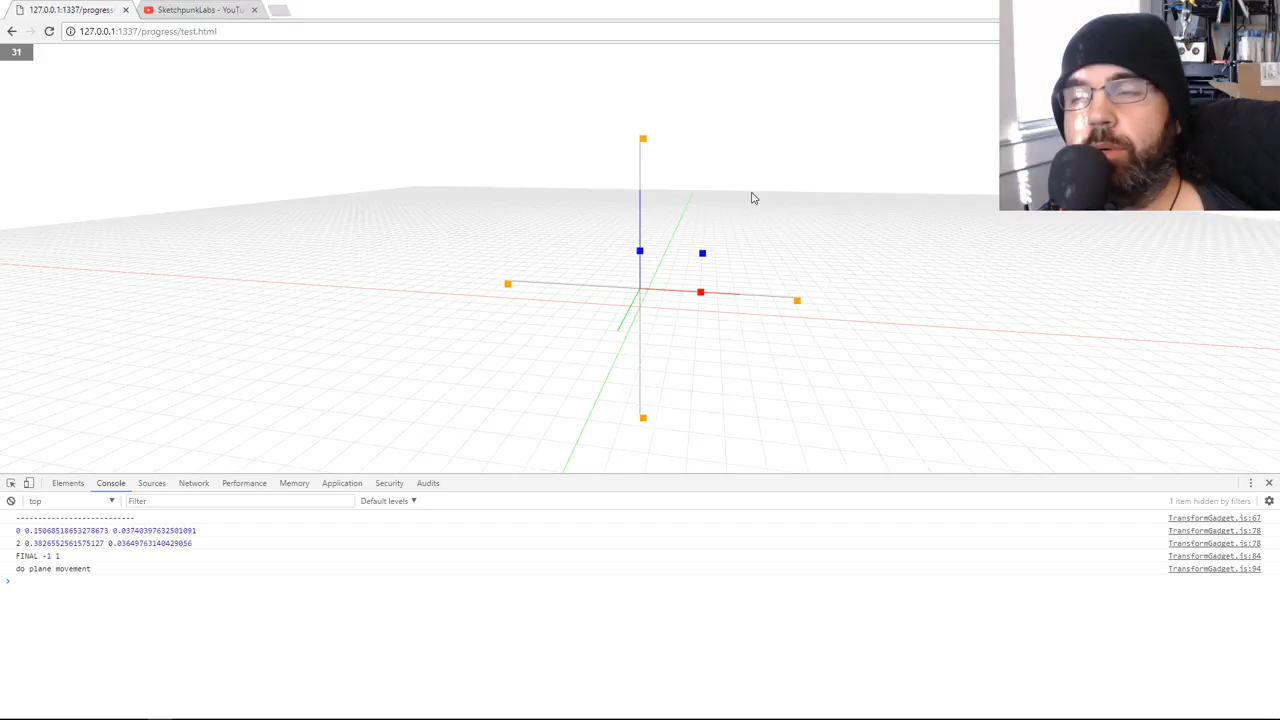 127.0.0.1:1337/progress
SketchpunkLabs - YouTu
127.0.0.1:1337/progress/test.html
31
Elements Console Sources Network Performance Memory Application Security Audits
top Filter Default levels 1 item hidden by filters
--------------------------- TransformGadget.js:67
0 0.15068518653278673 0.03740397632501091 TransformGadget.js:78
2 0.3826552561575127 0.03649763140429056 TransformGadget.js:78
FINAL -1 1 TransformGadget.js:84
do plane movement TransformGadget.js:94